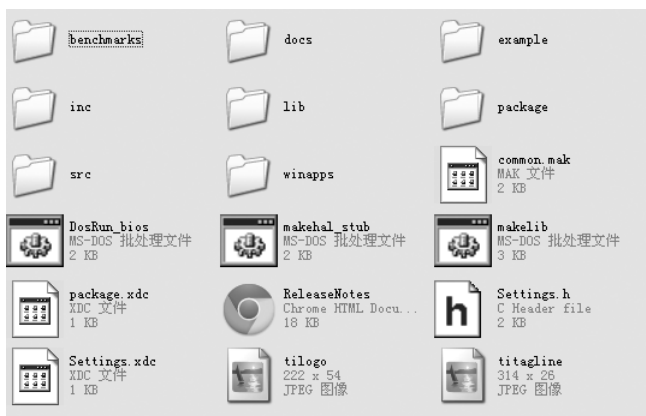 benchmarks
docs
example
inc
lib
package
src
winapps
common.mak
MAK 文件
2 KB
DosRun_bios
MS-DOS 批处理文件
2 KB
makehal_stub
MS-DOS 批处理文件
2 KB
makelib
MS-DOS 批处理文件
3 KB
package.xdc
XDC 文件
1 KB
ReleaseNotes
Chrome HTML Docu...
18 KB
Settings.h
C Header file
2 KB
Settings.xdc
XDC 文件
1 KB
tilogo
222 x 54
JPEG 图像
titagline
314 x 26
JPEG 图像